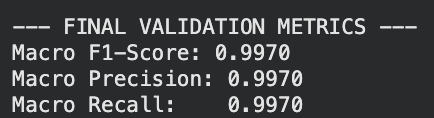 --- FINAL VALIDATION METRICS ---
Macro F1-Score: 0.9970
Macro Precision: 0.9970
Macro Recall:    0.9970